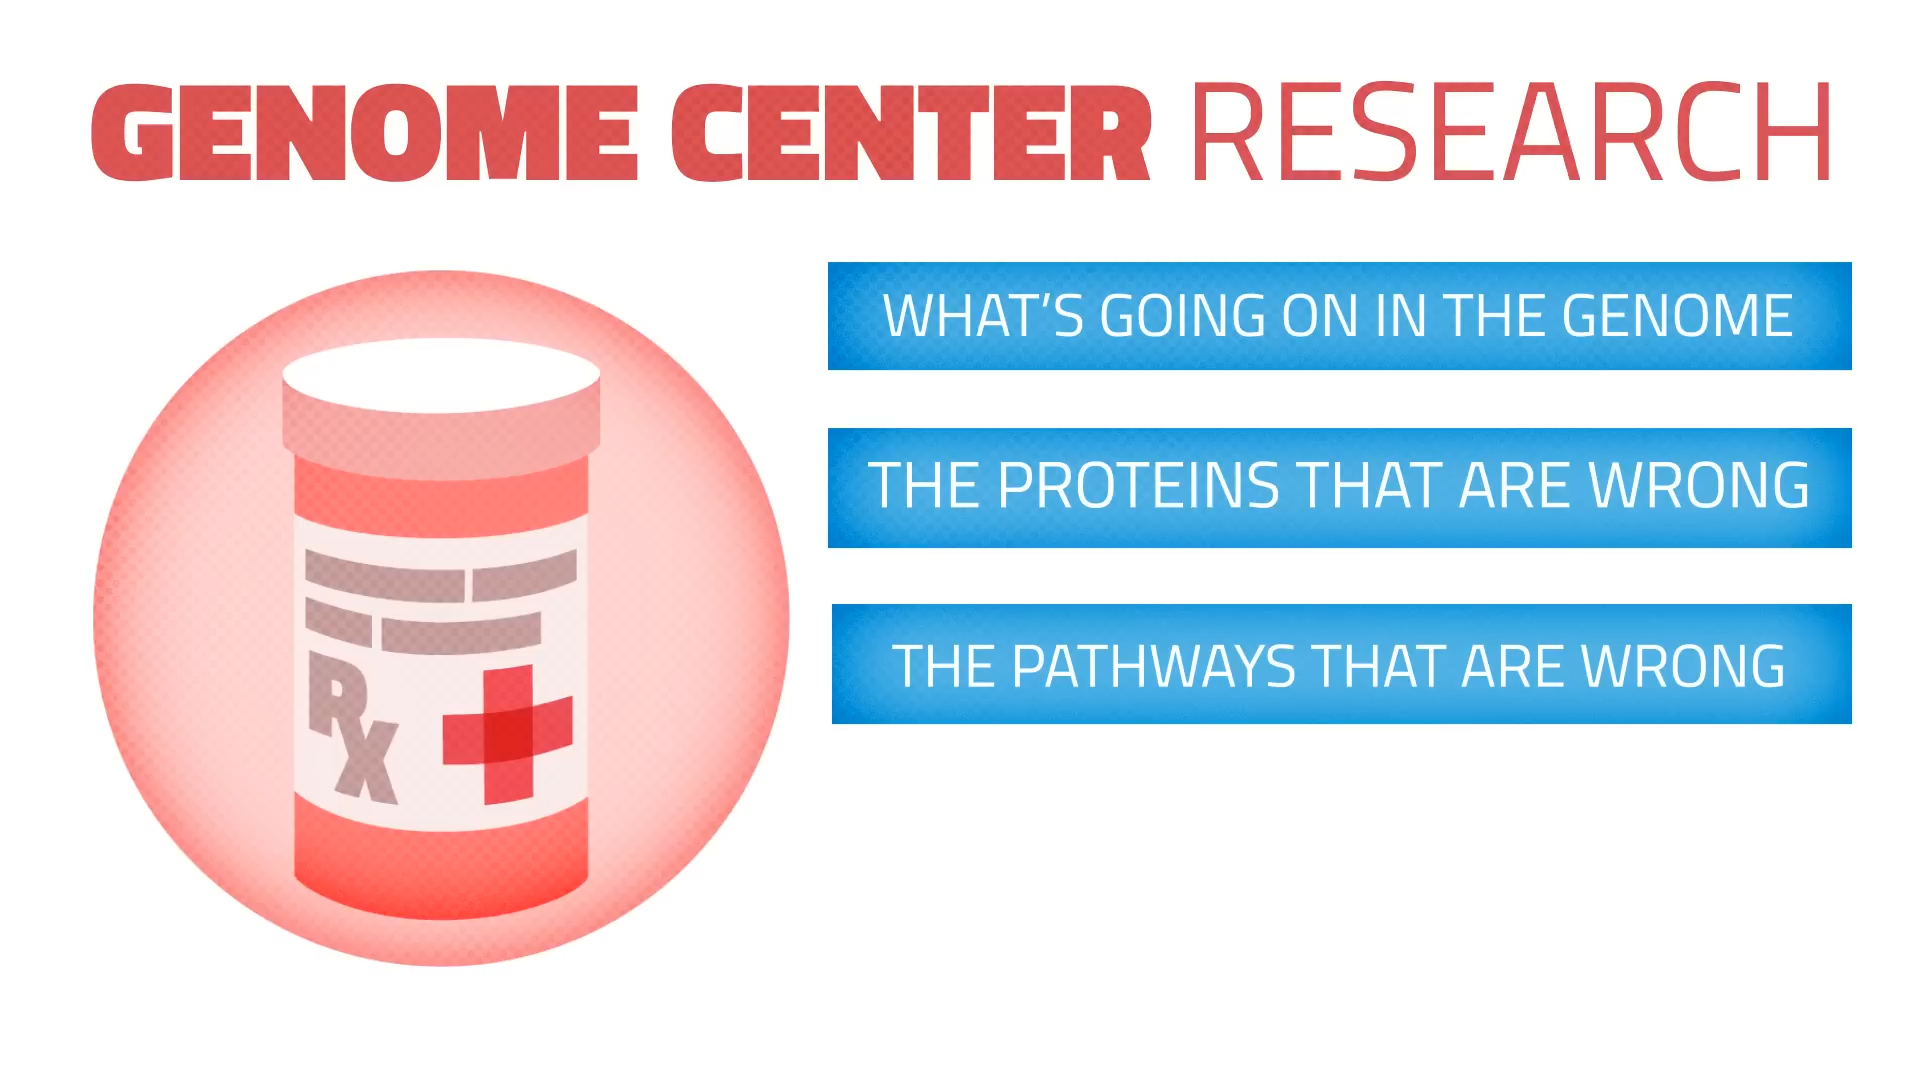 GENOME CENTER RESEARCH
WHAT'S GOING ON IN THE GENOME
THE PROTEINS THAT ARE WRONG
THE PATHWAYS THAT ARE WRONG
RX